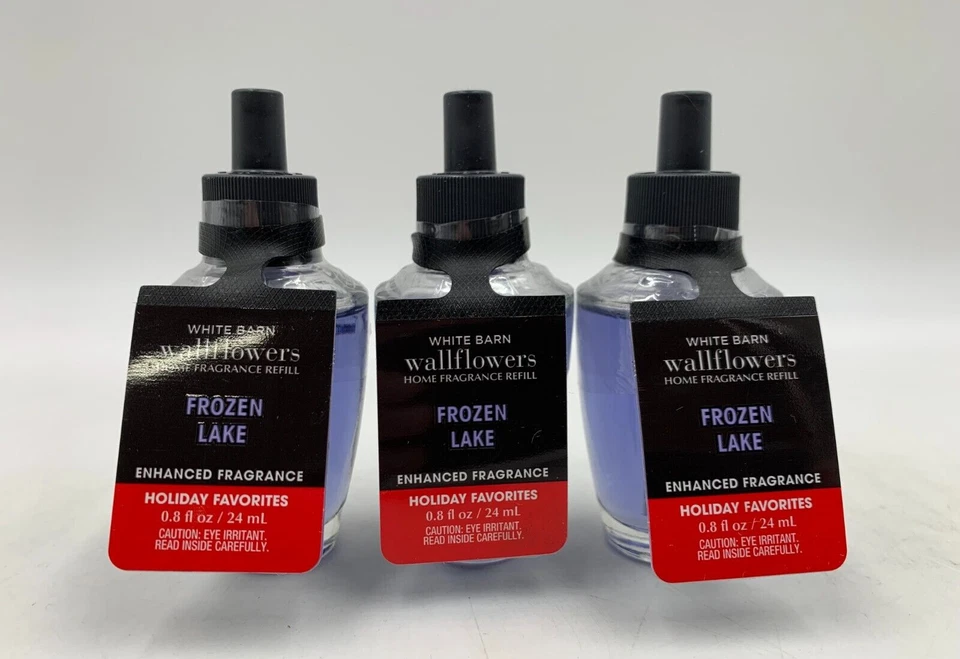 WHITE BARN
wallflowers
HOME FRAGRANCE REFILL
FROZEN
LAKE
ENHANCED FRAGRANCE
HOLIDAY FAVORITES
0.8 fl oz / 24 mL
CAUTION: EYE IRRITANT.
READ INSIDE CAREFULLY.
WHITE BARN
wallflowers
HOME FRAGRANCE REFILL
FROZEN
LAKE
ENHANCED FRAGRANCE
HOLIDAY FAVORITES
0.8 fl oz / 24 mL
CAUTION: EYE IRRITANT.
READ INSIDE CAREFULLY.
WHITE BARN
wallflowers
HOME FRAGRANCE REFILL
FROZEN
LAKE
ENHANCED FRAGRANCE
HOLIDAY FAVORITES
0.8 fl oz / 24 mL
CAUTION: EYE IRRITANT.
READ INSIDE CAREFULLY.